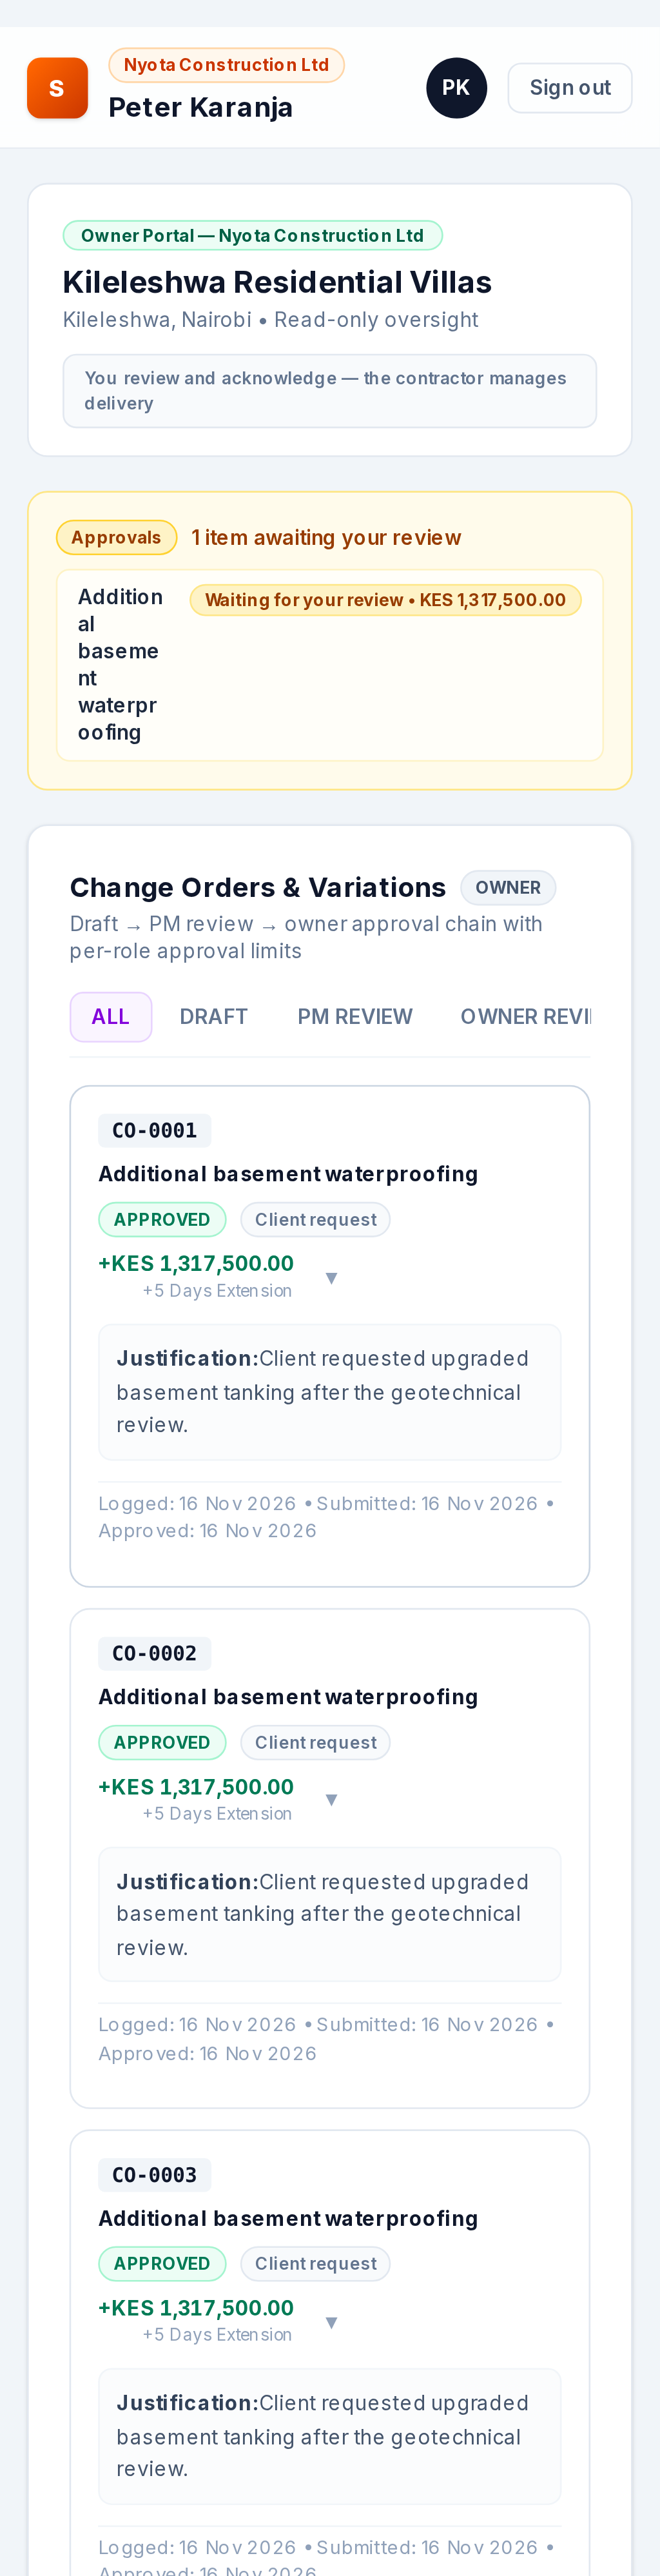 S
Nyota Construction Ltd
Peter Karanja
PK
Sign out
Owner Portal — Nyota Construction Ltd
Kileleshwa Residential Villas
Kileleshwa, Nairobi • Read-only oversight
You review and acknowledge — the contractor manages
delivery
Approvals
1 item awaiting your review
Addition
al
baseme
nt
waterpr
oofing
Waiting for your review • KES 1,317,500.00
Change Orders & Variations
OWNER
Draft → PM review → owner approval chain with
per-role approval limits
ALL
DRAFT
PM REVIEW
OWNER REVI
CO-0001
Additional basement waterproofing
APPROVED
Client request
+KES 1,317,500.00
+5 Days Extension
▼
Justification:Client requested upgraded
basement tanking after the geotechnical
review.
Logged: 16 Nov 2026 • Submitted: 16 Nov 2026 •
Approved: 16 Nov 2026
CO-0002
Additional basement waterproofing
APPROVED
Client request
+KES 1,317,500.00
+5 Days Extension
▼
Justification:Client requested upgraded
basement tanking after the geotechnical
review.
Logged: 16 Nov 2026 • Submitted: 16 Nov 2026 •
Approved: 16 Nov 2026
CO-0003
Additional basement waterproofing
APPROVED
Client request
+KES 1,317,500.00
+5 Days Extension
▼
Justification:Client requested upgraded
basement tanking after the geotechnical
review.
Logged: 16 Nov 2026 • Submitted: 16 Nov 2026 •
Approved: 16 Nov 2026